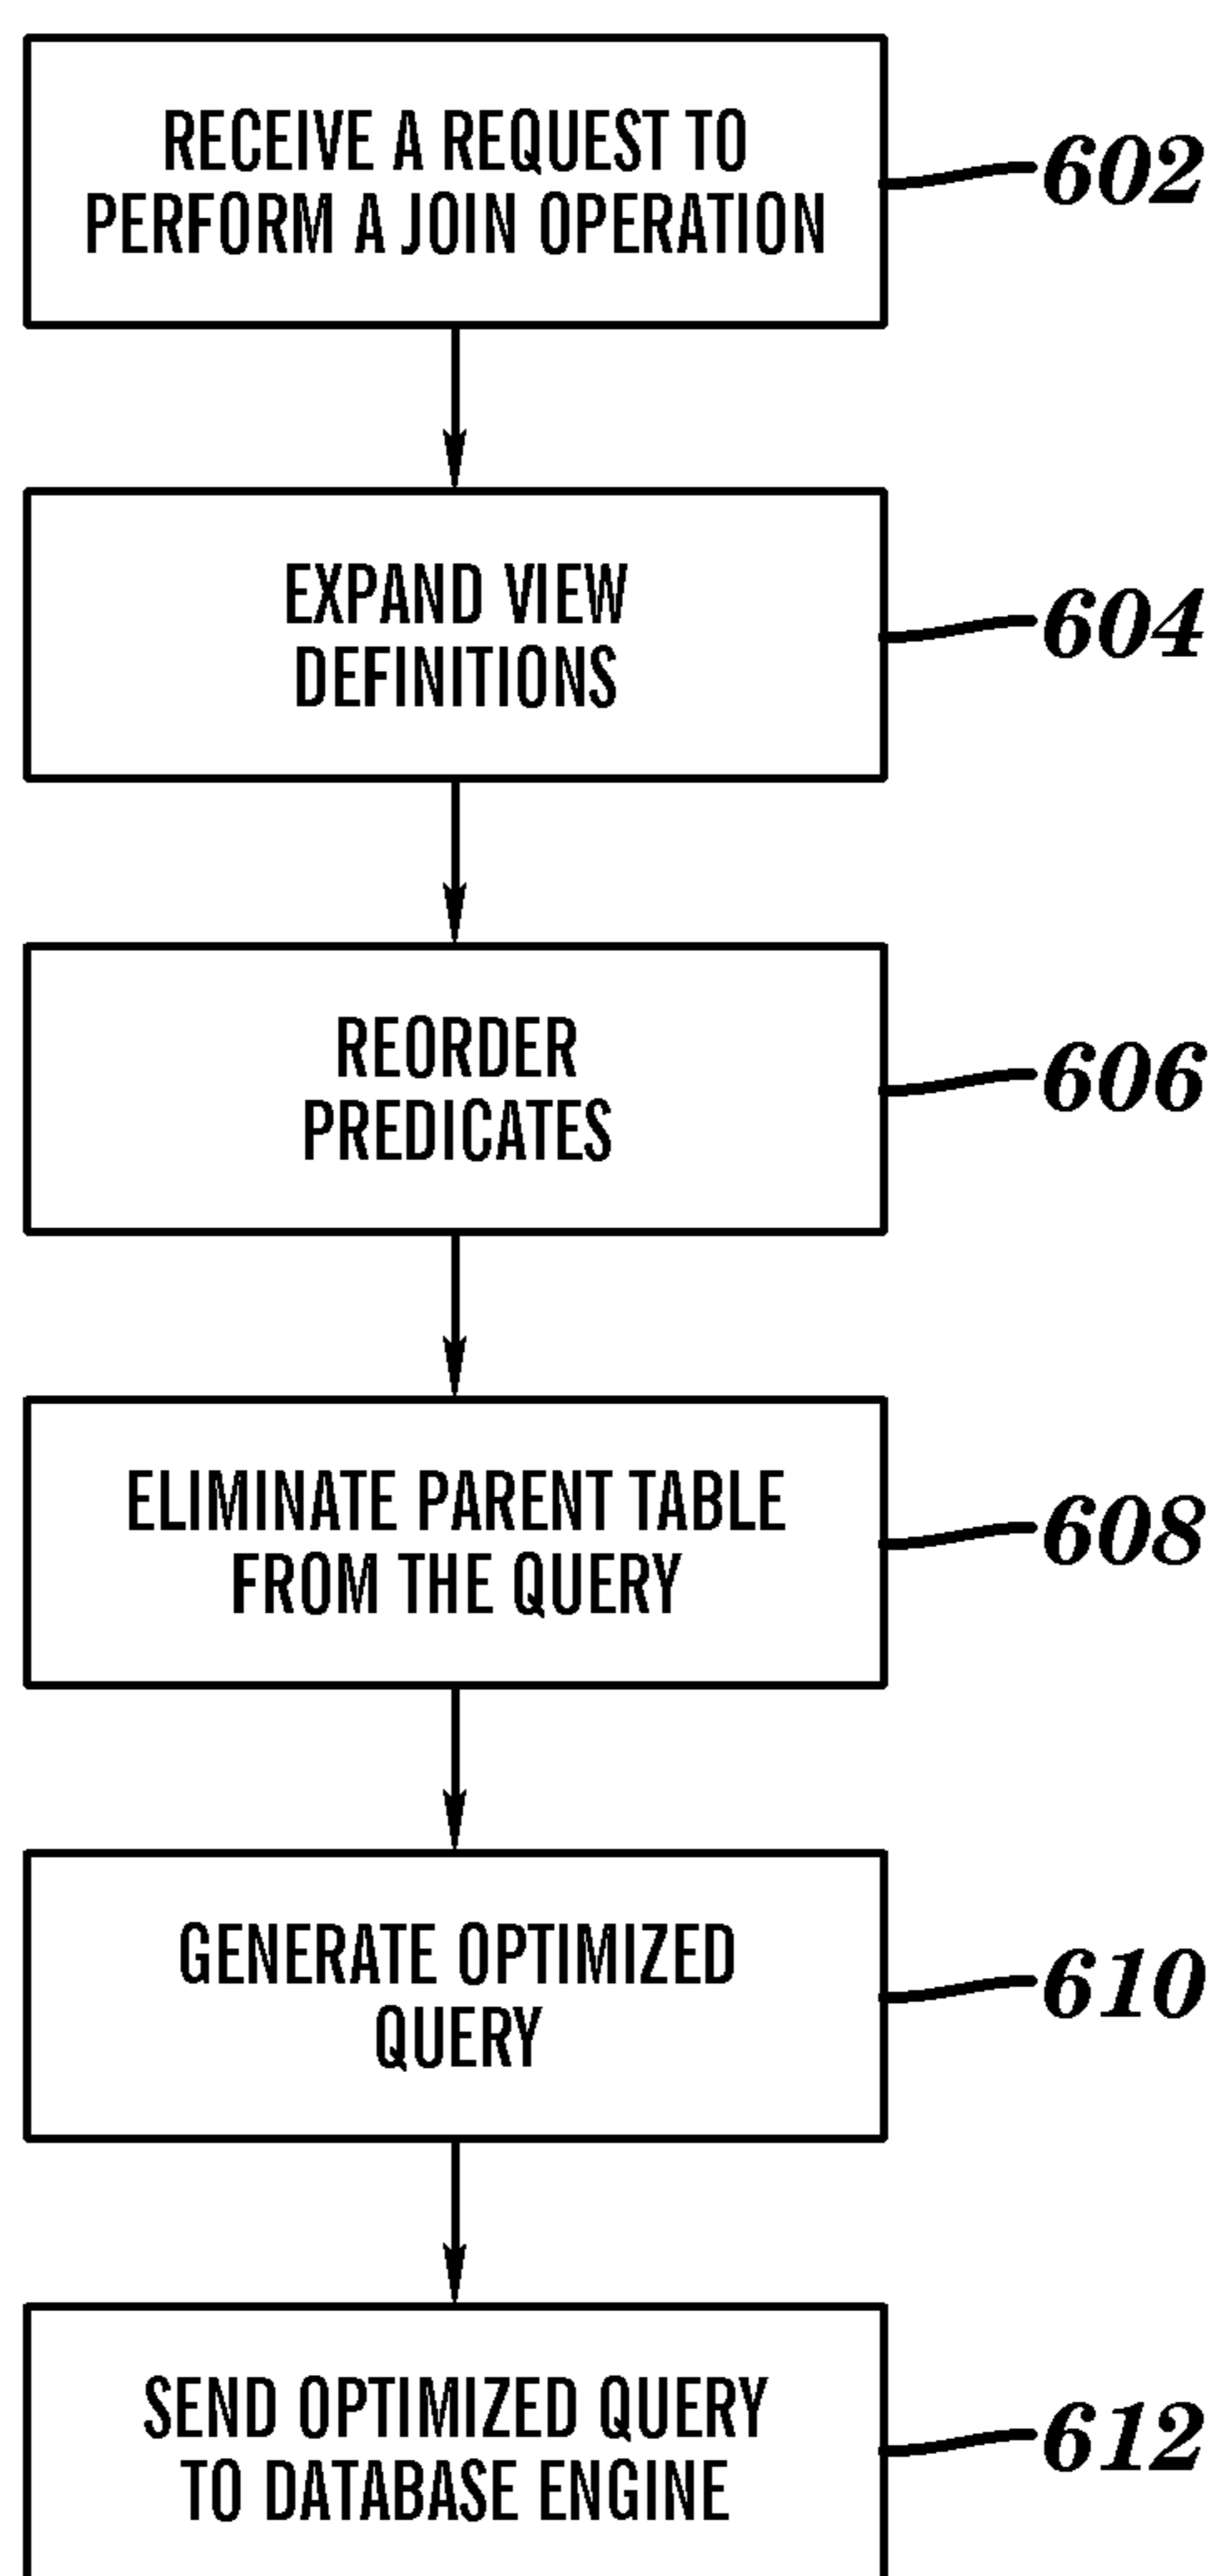 RECEIVE A REQUEST TO
PERFORM A JOIN OPERATION
602
EXPAND VIEW
DEFINITIONS
604
REORDER
PREDICATES
606
ELIMINATE PARENT TABLE
FROM THE QUERY
608
GENERATE OPTIMIZED
QUERY
610
SEND OPTIMIZED QUERY
TO DATABASE ENGINE
612